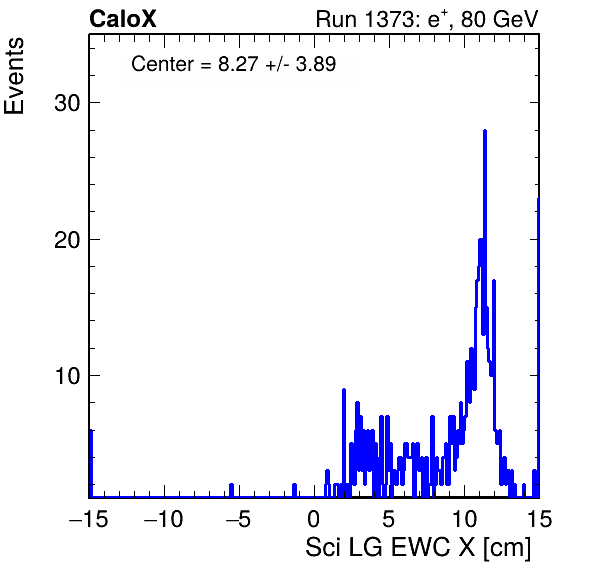 CaloX Run 1373: e⁺, 80 GeV
Center = 8.27 +/- 3.89
Events
30
20
10
−15 −10 −5 0 5 10 15
Sci LG EWC X [cm]